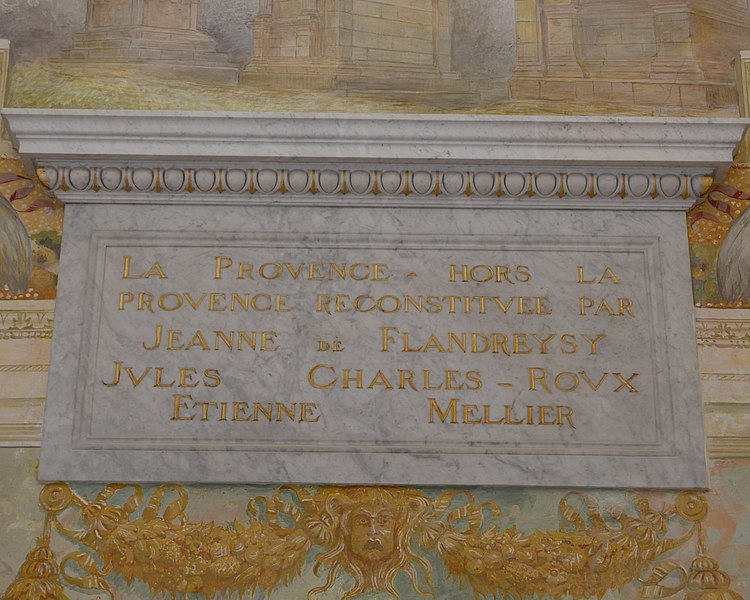 LA PROVENCE - HORS LA
PROVENCE RECONSTITVEE PAR
JEANNE DE FLANDREYSY
JVLES CHARLES - ROVX
ETIENNE MELLIER